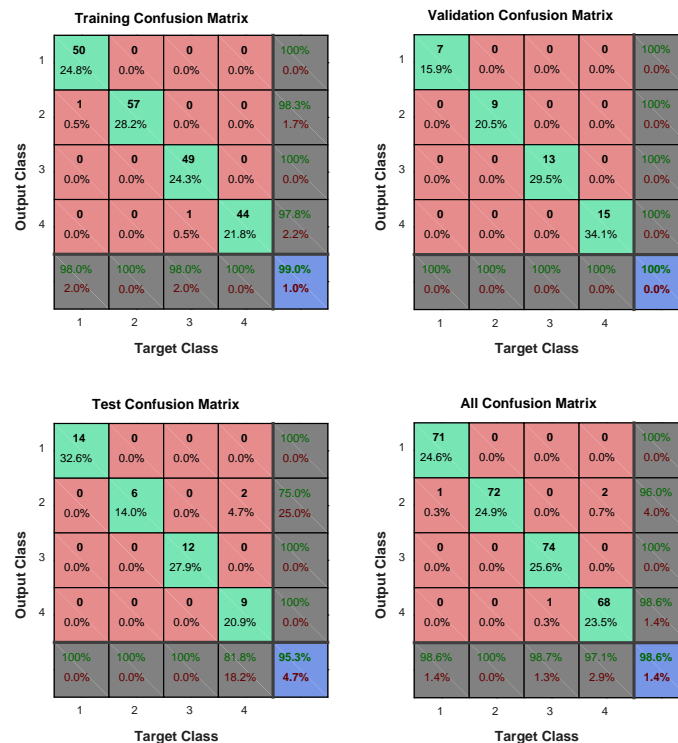 Training Confusion Matrix
50 0 0 0 100%
1
24.8% 0.0% 0.0% 0.0% 0.0%
1 57 0 0 98.3%
2
0.5% 28.2% 0.0% 0.0% 1.7%
0 0 49 0 100%
3
0.0% 0.0% 24.3% 0.0% 0.0%
0 0 1 44 97.8%
4
0.0% 0.0% 0.5% 21.8% 2.2%
98.0% 100% 98.0% 100% 99.0%
2.0% 0.0% 2.0% 0.0% 1.0%
1 2 3 4
Target Class
Output Class
Validation Confusion Matrix
7 0 0 0 100%
1
15.9% 0.0% 0.0% 0.0% 0.0%
0 9 0 0 100%
2
0.0% 20.5% 0.0% 0.0% 0.0%
0 0 13 0 100%
3
0.0% 0.0% 29.5% 0.0% 0.0%
0 0 0 15 100%
4
0.0% 0.0% 0.0% 34.1% 0.0%
100% 100% 100% 100% 100%
0.0% 0.0% 0.0% 0.0% 0.0%
1 2 3 4
Target Class
Output Class
Test Confusion Matrix
14 0 0 0 100%
1
32.6% 0.0% 0.0% 0.0% 0.0%
0 6 0 2 75.0%
2
0.0% 14.0% 0.0% 4.7% 25.0%
0 0 12 0 100%
3
0.0% 0.0% 27.9% 0.0% 0.0%
0 0 0 9 100%
4
0.0% 0.0% 0.0% 20.9% 0.0%
100% 100% 100% 81.8% 95.3%
0.0% 0.0% 0.0% 18.2% 4.7%
1 2 3 4
Target Class
Output Class
All Confusion Matrix
71 0 0 0 100%
1
24.6% 0.0% 0.0% 0.0% 0.0%
1 72 0 2 96.0%
2
0.3% 24.9% 0.0% 0.7% 4.0%
0 0 74 0 100%
3
0.0% 0.0% 25.6% 0.0% 0.0%
0 0 1 68 98.6%
4
0.0% 0.0% 0.3% 23.5% 1.4%
98.6% 100% 98.7% 97.1% 98.6%
1.4% 0.0% 1.3% 2.9% 1.4%
1 2 3 4
Target Class
Output Class